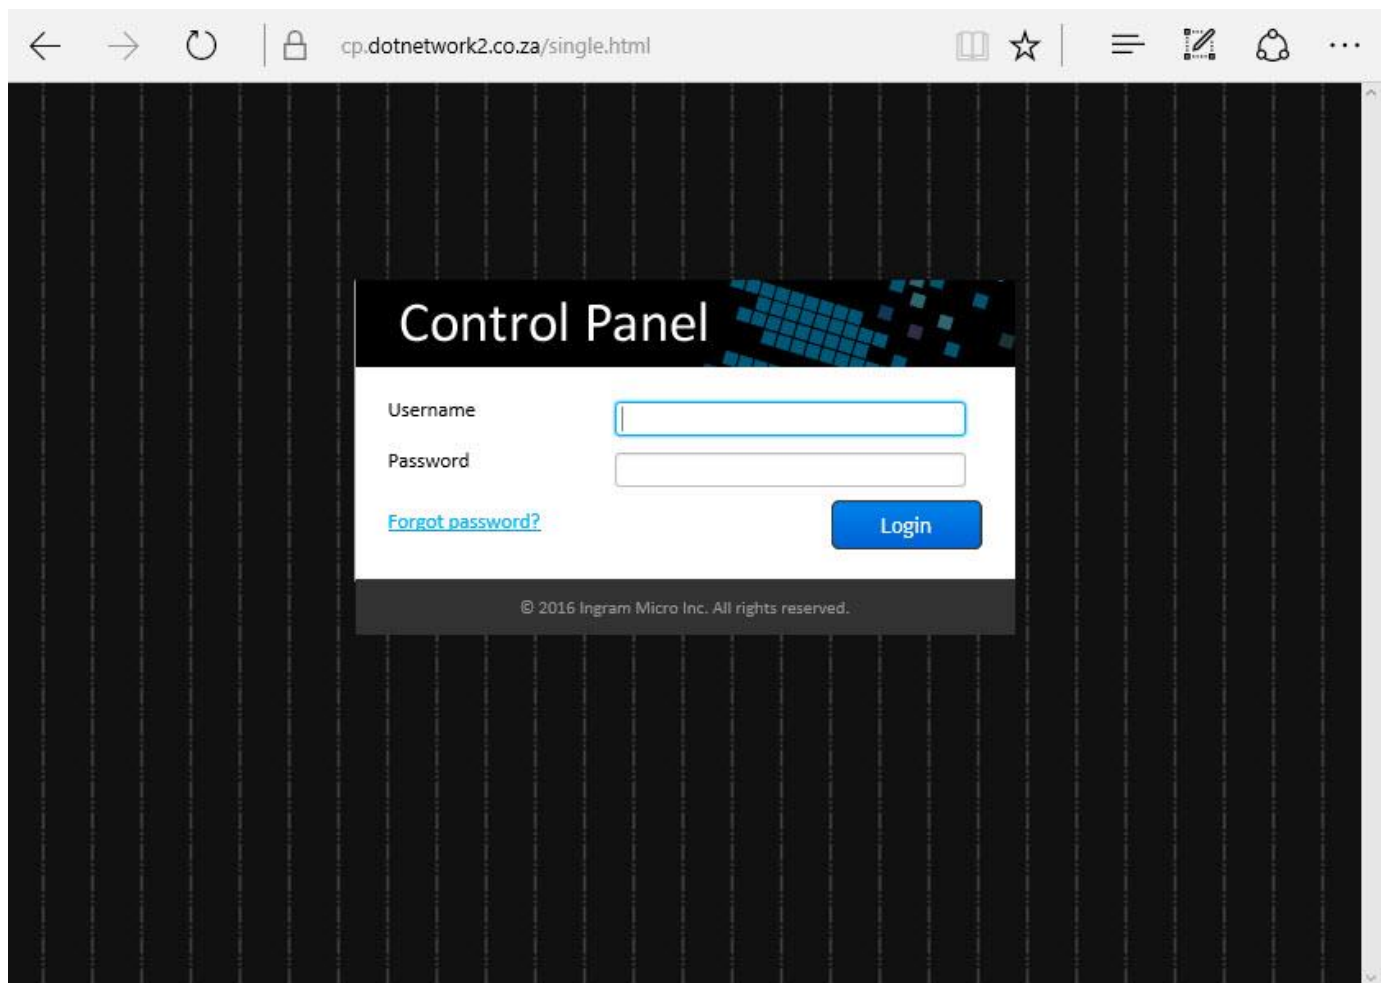 cp.dotnetwork2.co.za/single.html
Control Panel
Username
Password
Forgot password?
Login
© 2016 Ingram Micro Inc. All rights reserved.